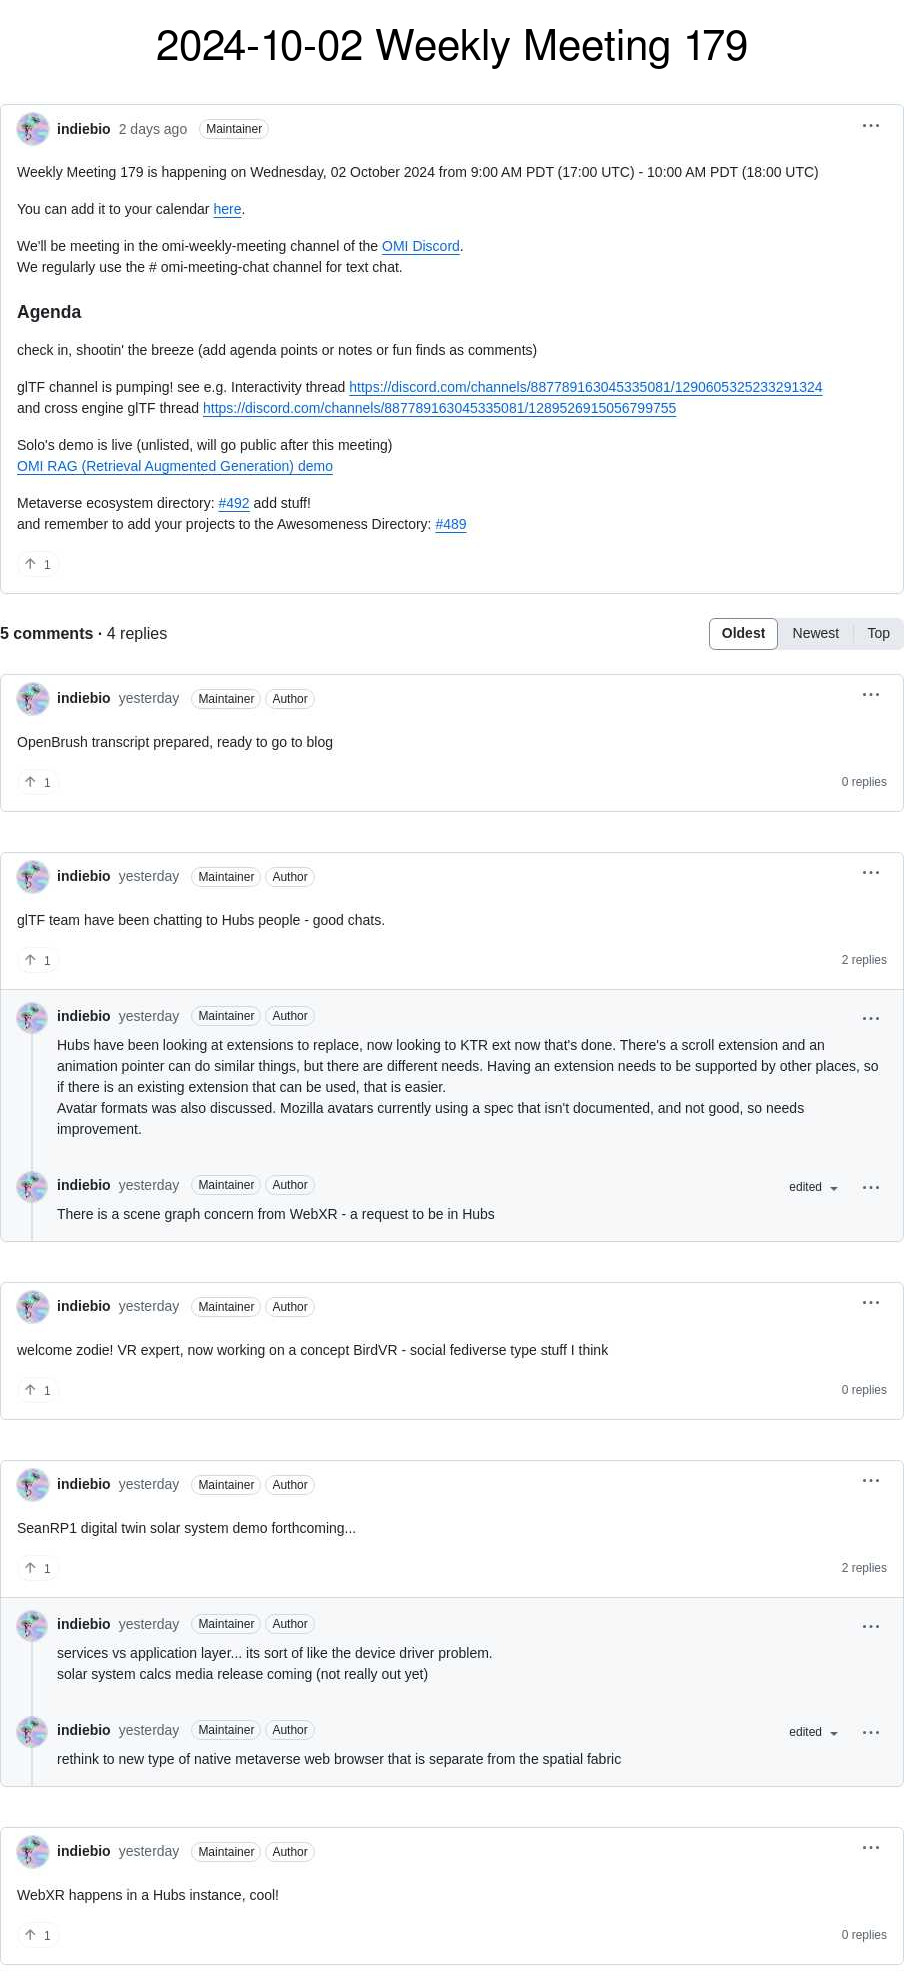 2024-10-02 Weekly Meeting 179
indiebio 2 days ago Maintainer
Weekly Meeting 179 is happening on Wednesday, 02 October 2024 from 9:00 AM PDT (17:00 UTC) - 10:00 AM PDT (18:00 UTC)
You can add it to your calendar here.
We'll be meeting in the omi-weekly-meeting channel of the OMI Discord.
We regularly use the # omi-meeting-chat channel for text chat.
Agenda
check in, shootin' the breeze (add agenda points or notes or fun finds as comments)
glTF channel is pumping! see e.g. Interactivity thread https://discord.com/channels/887789163045335081/1290605325233291324
and cross engine glTF thread https://discord.com/channels/887789163045335081/1289526915056799755
Solo's demo is live (unlisted, will go public after this meeting)
OMI RAG (Retrieval Augmented Generation) demo
Metaverse ecosystem directory: #492 add stuff!
and remember to add your projects to the Awesomeness Directory: #489
1
5 comments · 4 replies Oldest Newest Top
indiebio yesterday Maintainer Author
OpenBrush transcript prepared, ready to go to blog
1 0 replies
indiebio yesterday Maintainer Author
glTF team have been chatting to Hubs people - good chats.
1 2 replies
indiebio yesterday Maintainer Author
Hubs have been looking at extensions to replace, now looking to KTR ext now that's done. There's a scroll extension and an
animation pointer can do similar things, but there are different needs. Having an extension needs to be supported by other places, so
if there is an existing extension that can be used, that is easier.
Avatar formats was also discussed. Mozilla avatars currently using a spec that isn't documented, and not good, so needs
improvement.
indiebio yesterday Maintainer Author edited
There is a scene graph concern from WebXR - a request to be in Hubs
indiebio yesterday Maintainer Author
welcome zodie! VR expert, now working on a concept BirdVR - social fediverse type stuff I think
1 0 replies
indiebio yesterday Maintainer Author
SeanRP1 digital twin solar system demo forthcoming...
1 2 replies
indiebio yesterday Maintainer Author
services vs application layer... its sort of like the device driver problem.
solar system calcs media release coming (not really out yet)
indiebio yesterday Maintainer Author edited
rethink to new type of native metaverse web browser that is separate from the spatial fabric
indiebio yesterday Maintainer Author
WebXR happens in a Hubs instance, cool!
1 0 replies